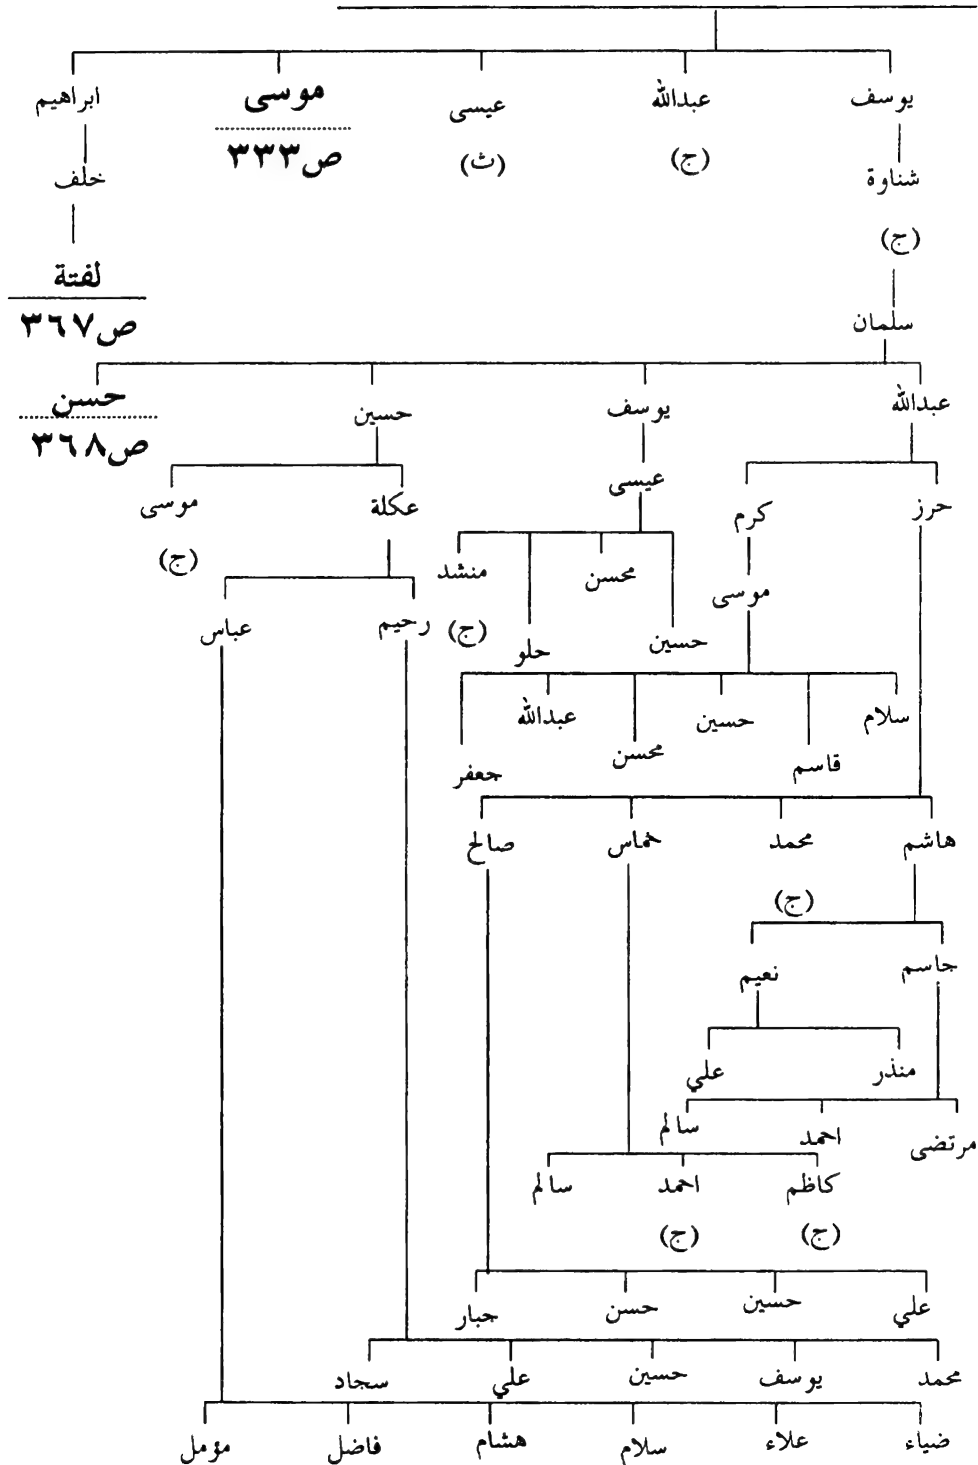 يوسف عبدالله عيسى موسى ابراهيم
(ج) (ث) ص٣٣٣
شناوة خلف
(ج)
لفتة
سلمان ص٣٦٧
عبدالله يوسف حسين حسن
ص٣٦٨
عيسى
حرز كرم عكلة موسى
(ج)
محسن منشد
موسى
رحيم عباس
حسين حلو (ج)
سلام حسين عبدالله
قاسم محسن جعفر
هاشم محمد خماس صالح
(ج)
جاسم نعيم
منذر علي
مرتضى احمد سالم
كاظم احمد سالم
(ج) (ج)
علي حسين حسن جبار
محمد يوسف حسين علي سجاد
ضياء علاء سلام هشام فاضل مؤمل